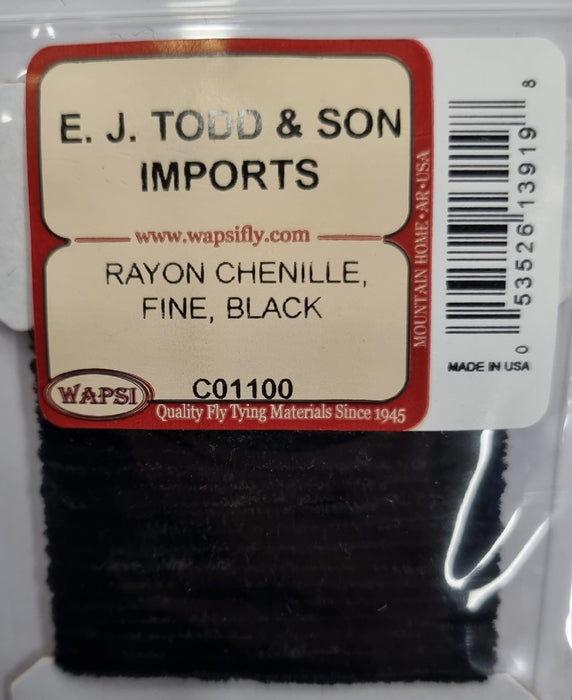 E. J. TODD & SON
IMPORTS
www.wapsifly.com
RAYON CHENILLE,
FINE, BLACK
C01100
WAPSI
Quality Fly Tying Materials Since 1945
MOUNTAIN HOME • AR • USA
0 53526 13919 8
MADE IN USA